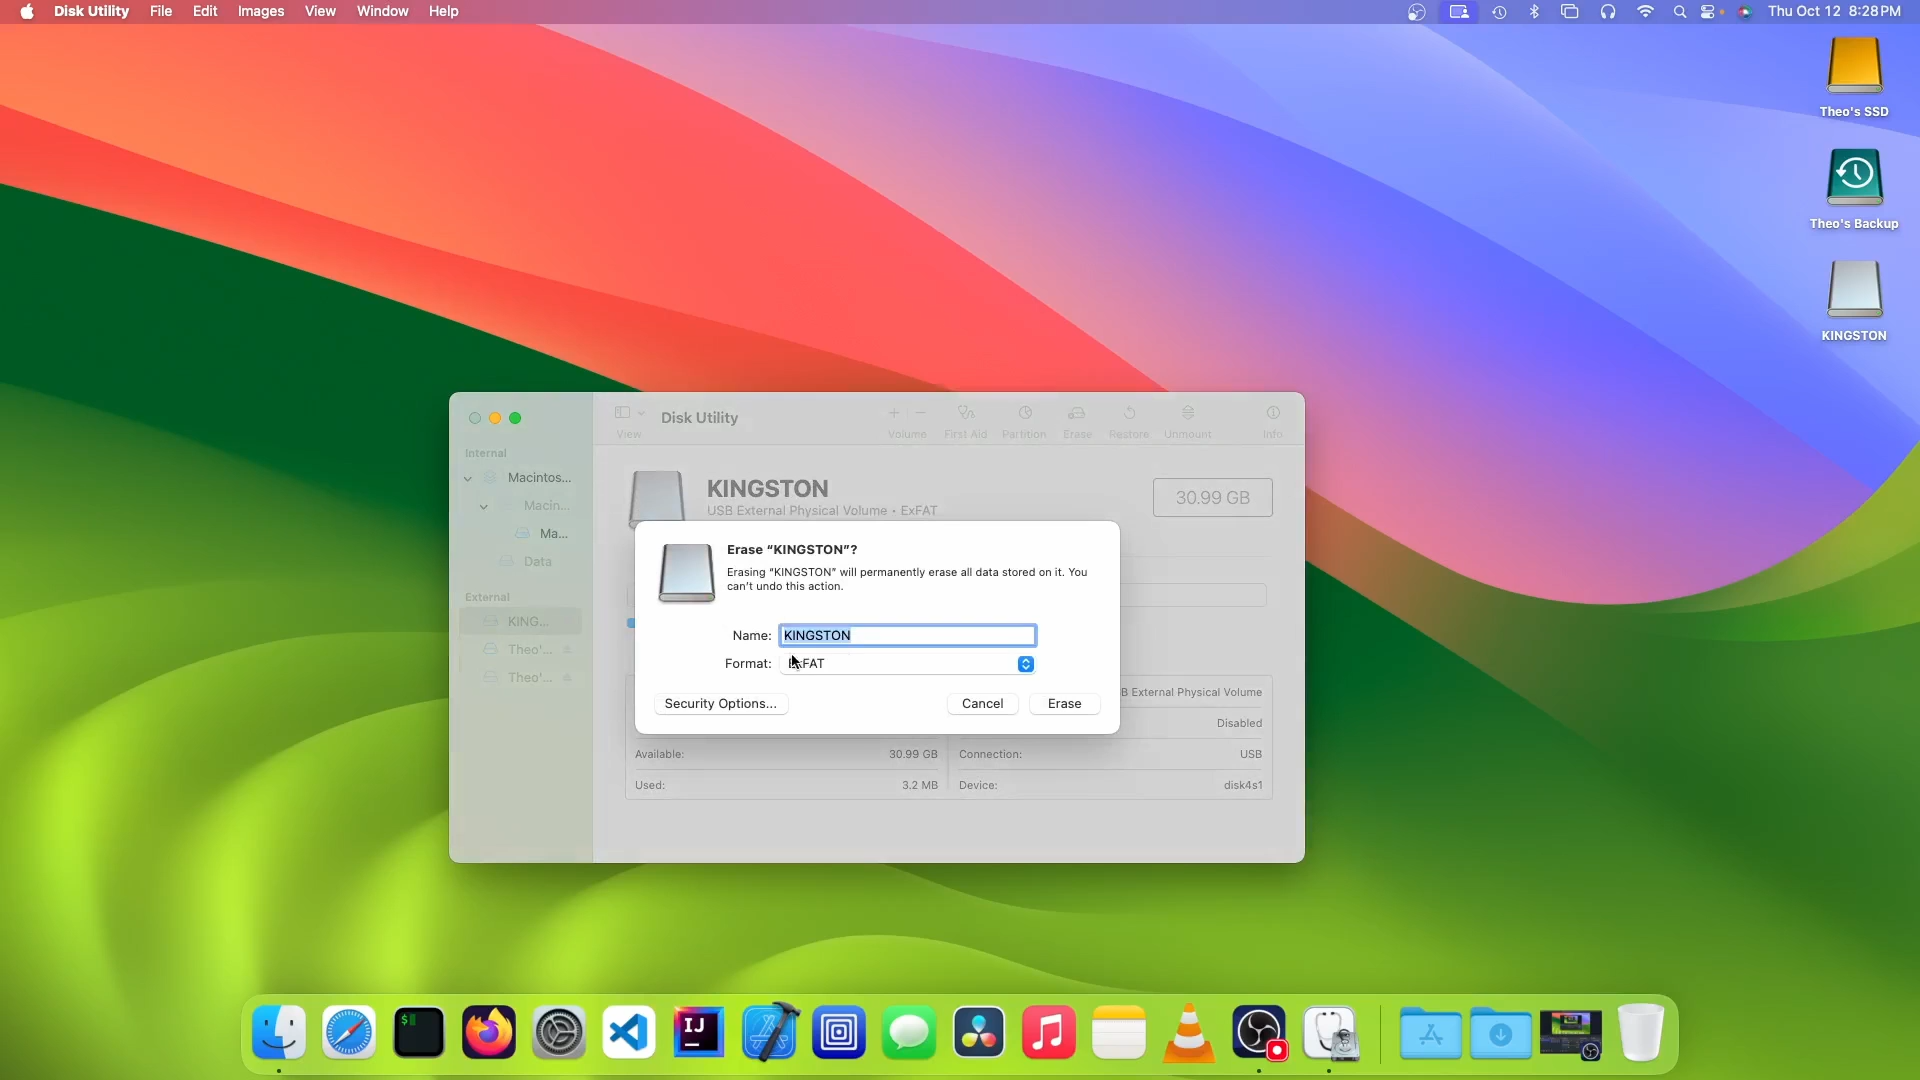 Disk Utility File Edit Images View Window Help
Thu Oct 12 8:28 PM
Theo's SSD
Theo's Backup
KINGSTON
Disk Utility
View
Volume First Aid Partition Erase Restore Unmount Info
Internal
Macintos...
Macin...
Ma...
Data
External
KING...
Theo'...
Theo'...
KINGSTON
USB External Physical Volume • ExFAT
30.99 GB
Erase “KINGSTON”?
Erasing “KINGSTON” will permanently erase all data stored on it. You
can’t undo this action.
Name: KINGSTON
Format: ExFAT
Security Options... Cancel Erase
B External Physical Volume
Disabled
Available: 30.99 GB
Connection: USB
Used: 3.2 MB
Device: disk4s1
$
IJ